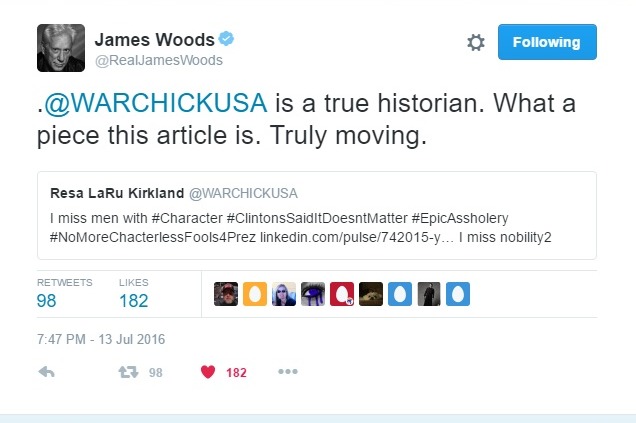 James Woods
@RealJamesWoods
Following
.@WARCHICKUSA is a true historian. What a
piece this article is. Truly moving.
Resa LaRu Kirkland @WARCHICKUSA
I miss men with #Character #ClintonsSaidItDoesntMatter #EpicAssholery
#NoMoreChacterlessFools4Prez linkedin.com/pulse/742015-y… I miss nobility2
RETWEETS LIKES
98 182
7:47 PM - 13 Jul 2016
98 182